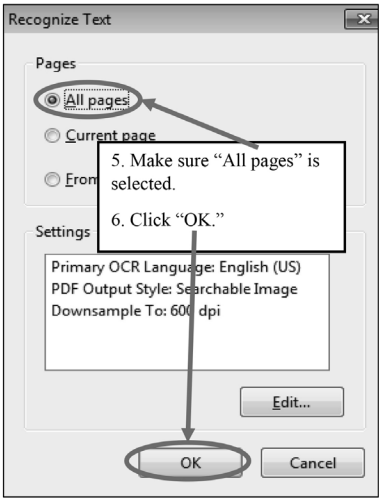 Recognize Text
Pages
All pages
Current page
From
5. Make sure “All pages” is
selected.
6. Click “OK.”
Settings
Primary OCR Language: English (US)
PDF Output Style: Searchable Image
Downsample To: 600 dpi
Edit...
OK
Cancel